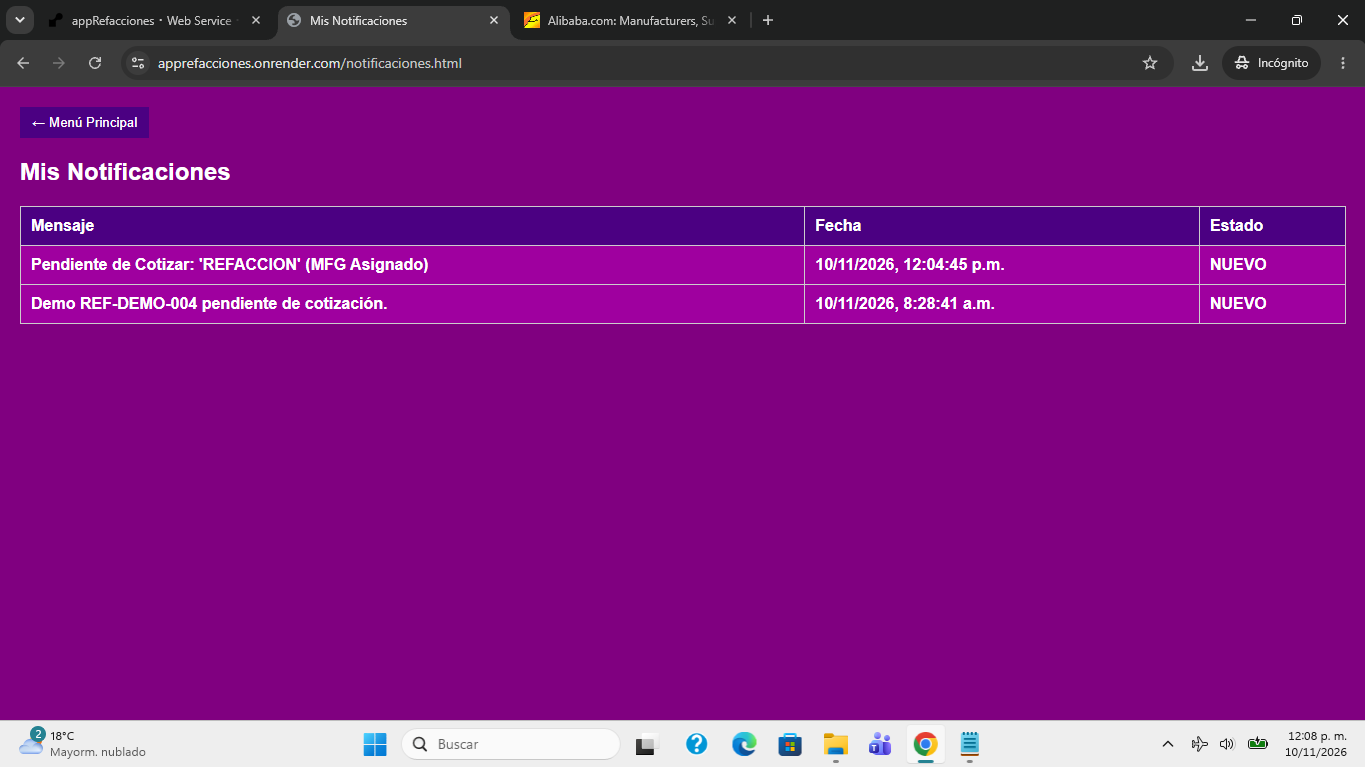 appRefacciones · Web Service
Mis Notificaciones
Alibaba.com: Manufacturers, Su
apprefacciones.onrender.com/notificaciones.html
Incógnito
← Menú Principal
Mis Notificaciones
Mensaje Fecha Estado
Pendiente de Cotizar: 'REFACCION' (MFG Asignado) 10/11/2026, 12:04:45 p.m. NUEVO
Demo REF-DEMO-004 pendiente de cotización. 10/11/2026, 8:28:41 a.m. NUEVO
2
18°C
Mayorm. nublado
Buscar
12:08 p. m.
10/11/2026